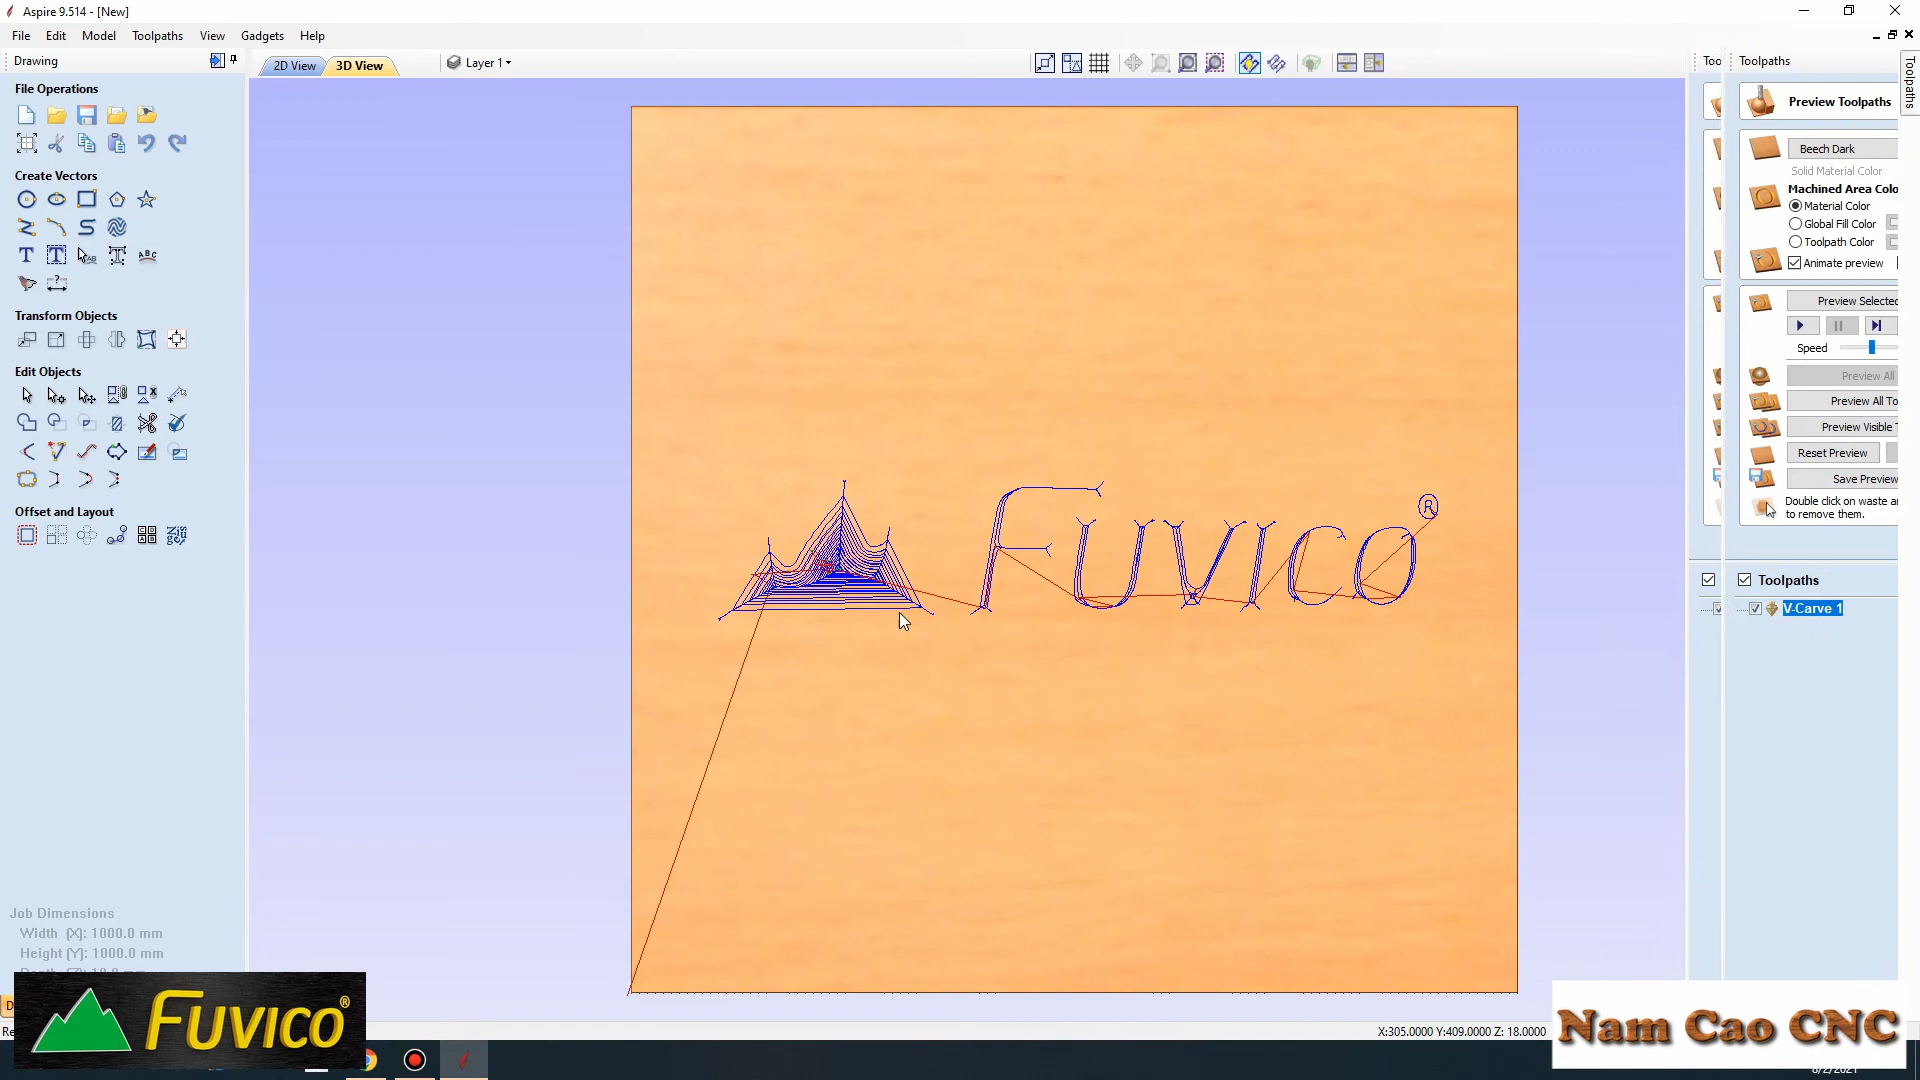 Aspire 9.514 - [New]
File Edit Model Toolpaths View Gadgets Help
Drawing
2D View 3D View Layer 1
Toolpaths
Toolpaths
File Operations
Preview Toolpaths
Beech Dark
Solid Material Color
Create Vectors
Machined Area Colo
Material Color
Global Fill Color
Toolpath Color
Animate preview
Preview Selected
Transform Objects
Speed
Edit Objects
Preview All
Preview All To
Preview Visible T
Reset Preview
Save Preview
Double click on waste ar
to remove them.
Offset and Layout
FUVICO®
Toolpaths
V-Carve 1
Job Dimensions
Width (X): 1000.0 mm
Height (Y): 1000.0 mm
X:305.0000 Y:409.0000 Z: 18.0000
FUVICO®
Nam Cao CNC